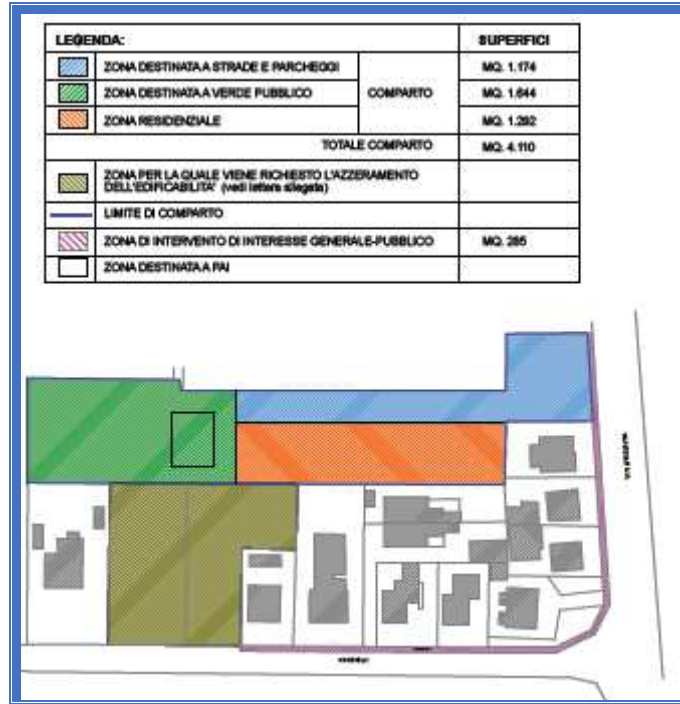 LEGENDA: SUPERFICI
ZONA DESTINATA A STRADE E PARCHEGGI MQ. 1.174
ZONA DESTINATA A VERDE PUBBLICO COMPARTO MQ. 1.644
ZONA RESIDENZIALE MQ. 1.292
TOTALE COMPARTO MQ. 4.110
ZONA PER LA QUALE VIENE RICHIESTO L'AZZERAMENTO
DELL'EDIFICABILITA' (vedi lettera allegata)
LIMITE DI COMPARTO
ZONA DI INTERVENTO DI INTERESSE GENERALE-PUBBLICO MQ. 285
ZONA DESTINATA A PAI